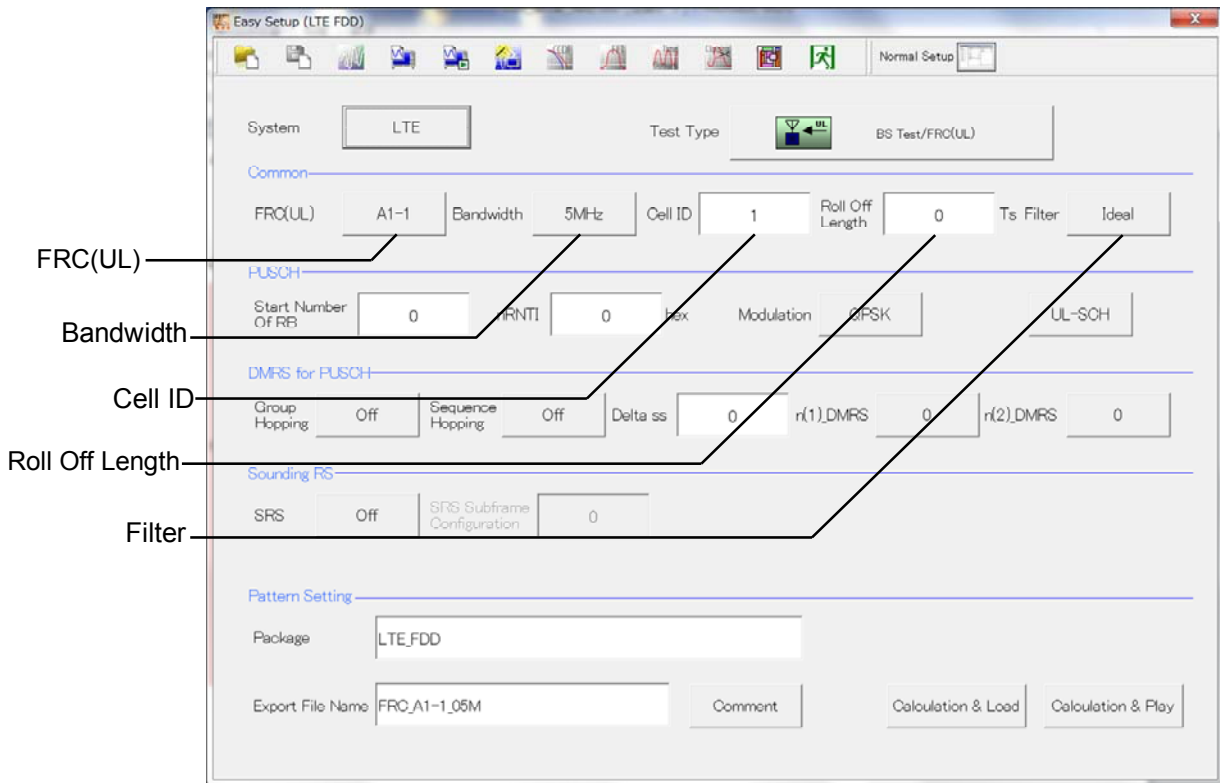 Easy Setup (LTE FDD)
x
Normal Setup
System LTE Test Type UL BS Test/FRC(UL)
Common
FRC(UL) A1-1 Bandwidth 5MHz Cell ID 1 Roll Off Length 0 Ts Filter Ideal
FRC(UL)
PUSCH
Start Number Of RB 0 nRNTI 0 hex Modulation QPSK UL-SCH
Bandwidth
DMRS for PUSCH
Cell ID
Group Hopping Off Sequence Hopping Off Delta ss 0 n(1)_DMRS 0 n(2)_DMRS 0
Roll Off Length
Sounding RS
SRS Off SRS Subframe Configuration 0
Filter
Pattern Setting
Package LTE_FDD
Export File Name FRC_A1-1_05M Comment Calculation & Load Calculation & Play